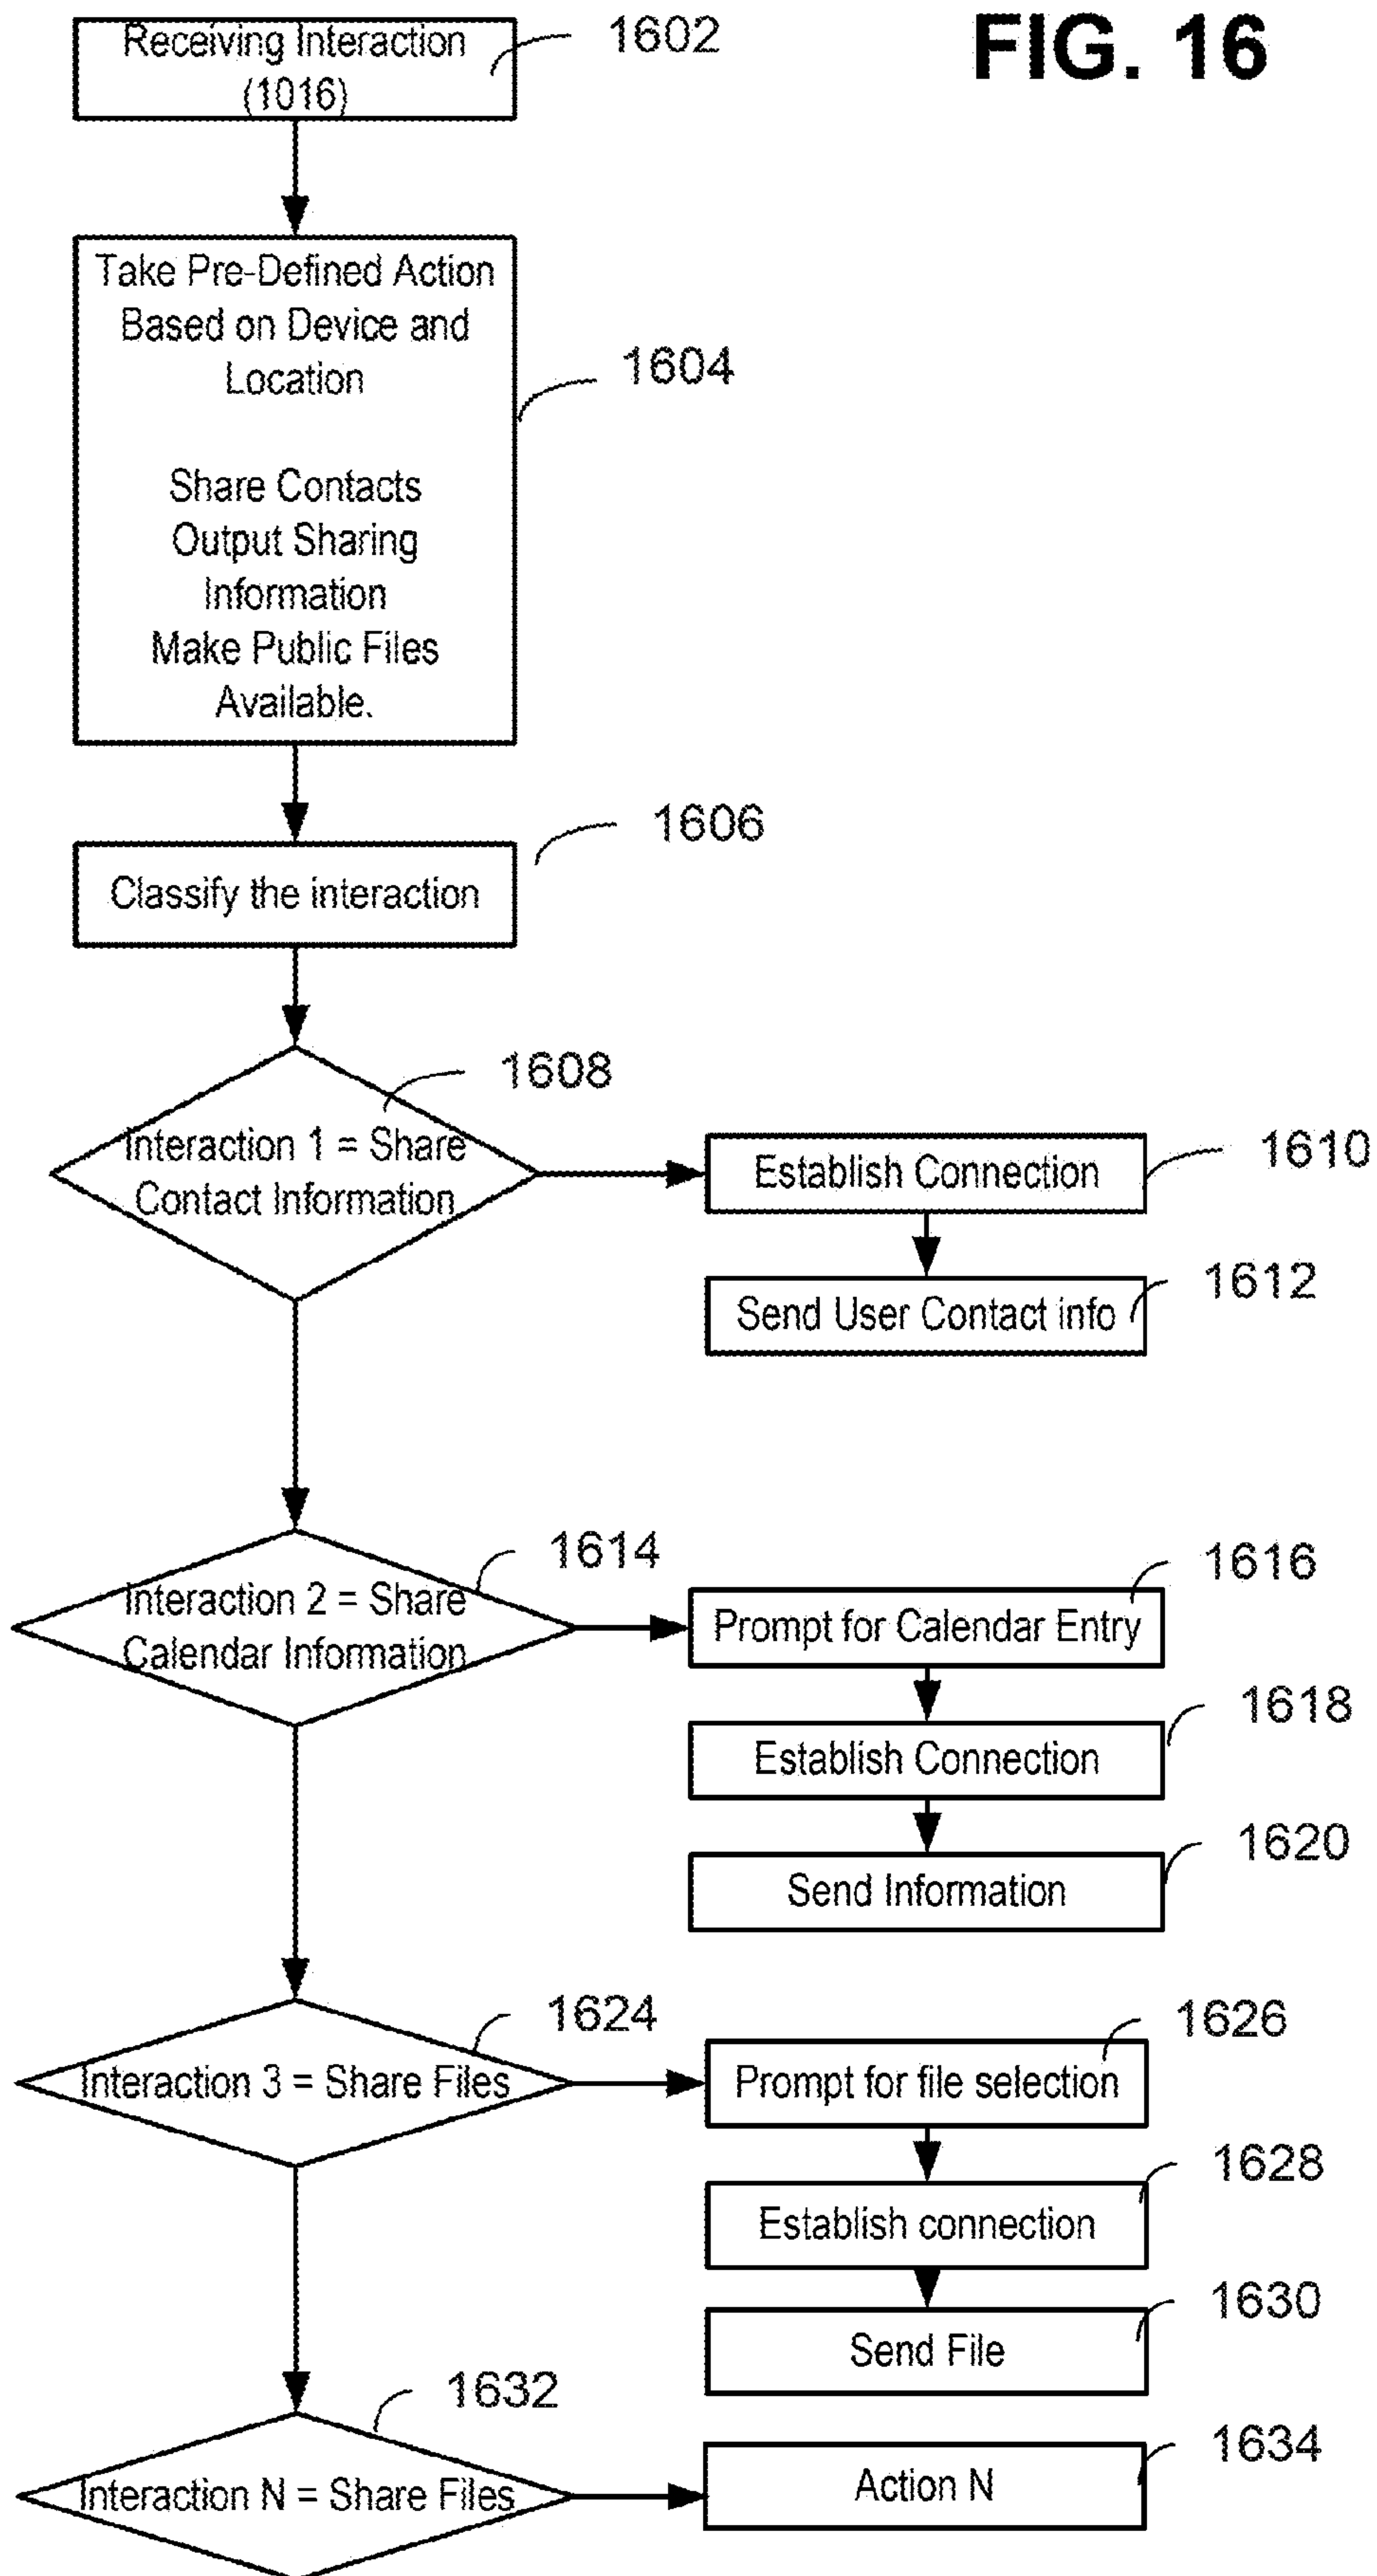 FIG. 16
1602
Receiving Interaction
(1016)
Take Pre-Defined Action
Based on Device and
Location
1604
Share Contacts
Output Sharing
Information
Make Public Files
Available.
1606
Classify the interaction
1608
Interaction 1 = Share
Contact Information
Establish Connection
1610
Send User Contact info
1612
1614
Interaction 2 = Share
Calendar Information
1616
Prompt for Calendar Entry
1618
Establish Connection
1620
Send Information
1624
Interaction 3 = Share Files
1626
Prompt for file selection
1628
Establish connection
1630
Send File
1632
Interaction N = Share Files
1634
Action N